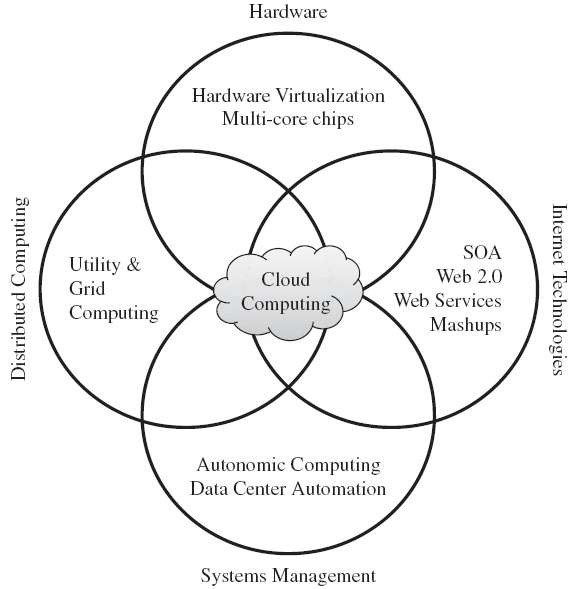 Hardware
Hardware Virtualization
Multi-core chips
Distributed Computing
Utility &
Grid
Computing
Cloud
Computing
SOA
Web 2.0
Web Services
Mashups
Internet Technologies
Autonomic Computing
Data Center Automation
Systems Management